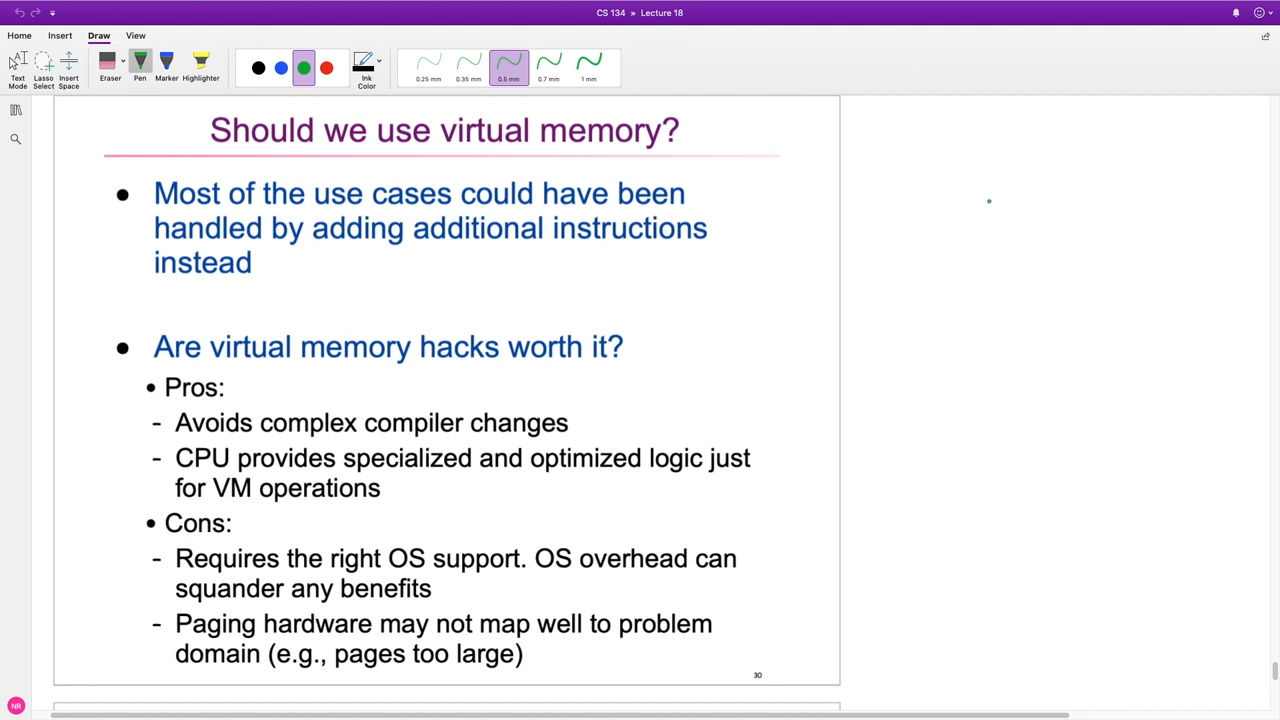 CS 134 » Lecture 18
Home Insert Draw View
Text Mode
Lasso Select
Insert Space
Eraser
Pen
Marker
Highlighter
Ink Color
0.25 mm
0.35 mm
0.5 mm
0.7 mm
1 mm
Should we use virtual memory?
● Most of the use cases could have been
handled by adding additional instructions
instead
● Are virtual memory hacks worth it?
• Pros:
- Avoids complex compiler changes
- CPU provides specialized and optimized logic just
for VM operations
• Cons:
- Requires the right OS support. OS overhead can
squander any benefits
- Paging hardware may not map well to problem
domain (e.g., pages too large)
30
NR